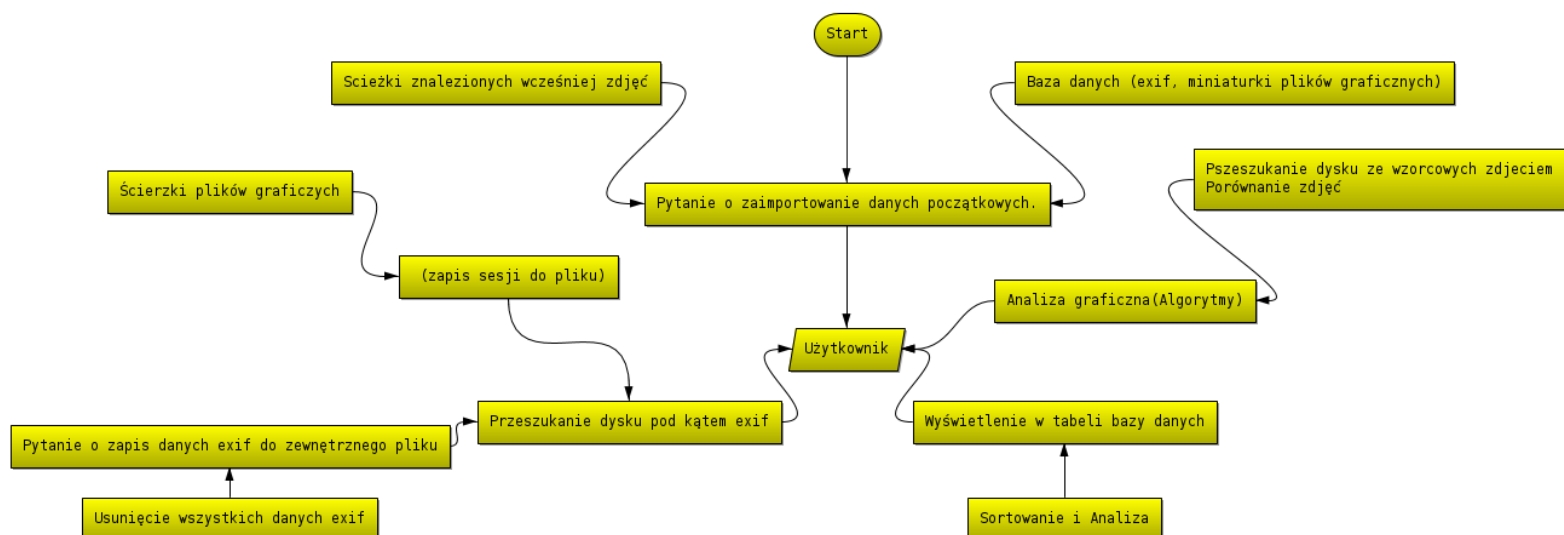 Start
Scieżki znalezionych wcześniej zdjęć
Baza danych (exif, miniaturki plików graficznych)
Pszeszukanie dysku ze wzorcowych zdjeciem
Porównanie zdjęć
Ścierzki plików graficzych
Pytanie o zaimportowanie danych początkowych.
(zapis sesji do pliku)
Analiza graficzna(Algorytmy)
Użytkownik
Przeszukanie dysku pod kątem exif
Wyświetlenie w tabeli bazy danych
Pytanie o zapis danych exif do zewnętrznego pliku
Usunięcie wszystkich danych exif
Sortowanie i Analiza